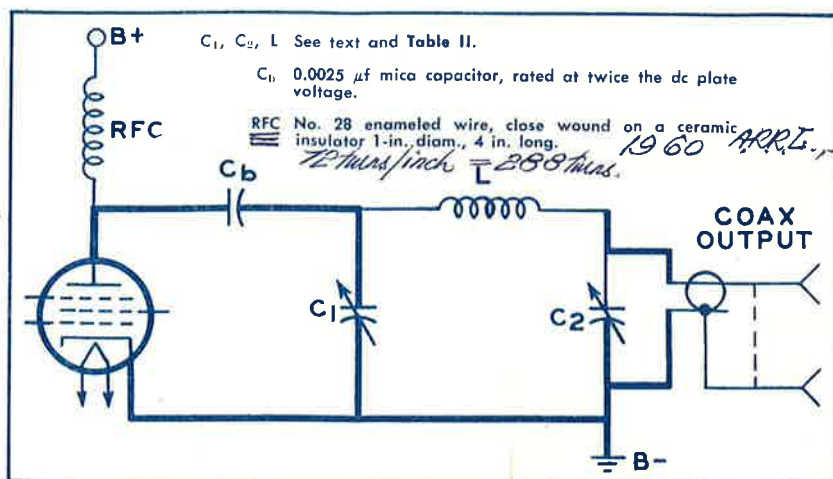 B+
C₁, C₂, L See text and Table II.
C_b 0.0025 µf mica capacitor, rated at twice the dc plate
voltage.
RFC
RFC No. 28 enameled wire, close wound on a ceramic
insulator 1-in. diam., 4 in. long.
1960 A.R.R.L.
72 turns/inch = 288 turns.
Cb
L
COAX
OUTPUT
C1
C2
B-